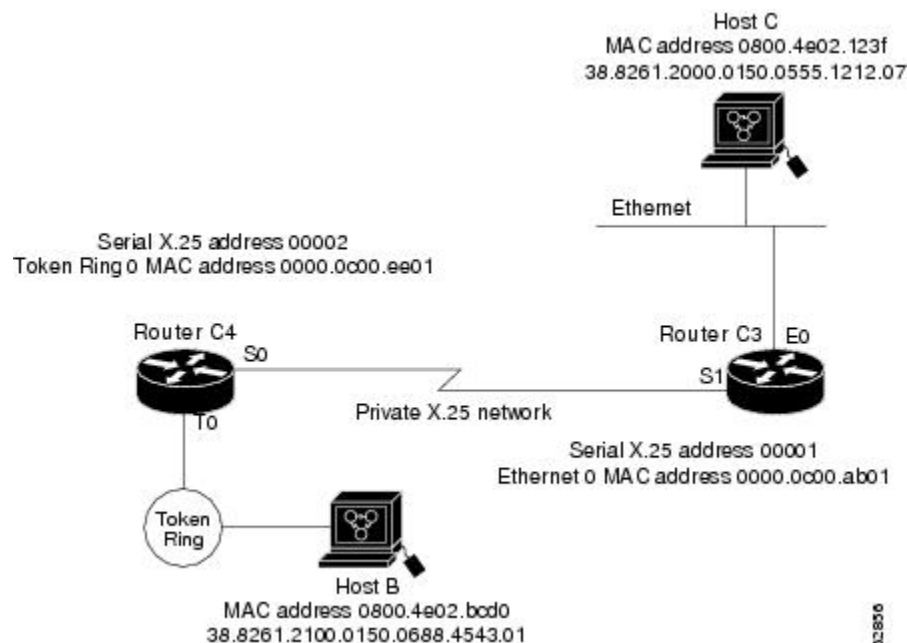 Host C
MAC address 0800.4e02.123f
38.8261.2000.0150.0555.1212.07
Ethernet
Serial X.25 address 00002
Token Ring 0 MAC address 0000.0c00.ee01
Router C4
S0
T0
Private X.25 network
Router C3
E0
S1
Serial X.25 address 00001
Ethernet 0 MAC address 0000.0c00.ab01
Token
Ring
Host B
MAC address 0800.4e02.bcd0
38.8261.2100.0150.0688.4543.01